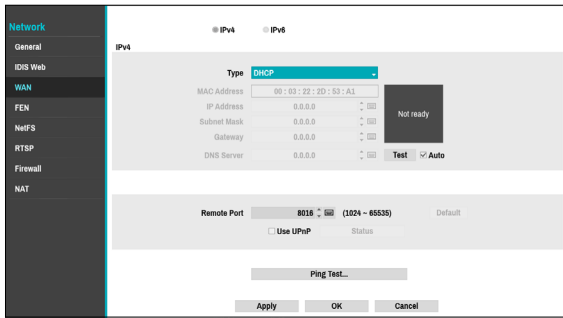 Network
General
IDIS Web
WAN
FEN
NetFS
RTSP
Firewall
NAT
IPv4 IPv6
IPv4
Type DHCP
MAC Address 00 : 03 : 22 : 2D : 53 : A1
IP Address 0.0.0.0
Subnet Mask 0.0.0.0
Gateway 0.0.0.0
Not ready
DNS Server 0.0.0.0 Test Auto
Remote Port 8016 (1024 ~ 65535) Default
Use UPnP Status
Ping Test...
Apply OK Cancel